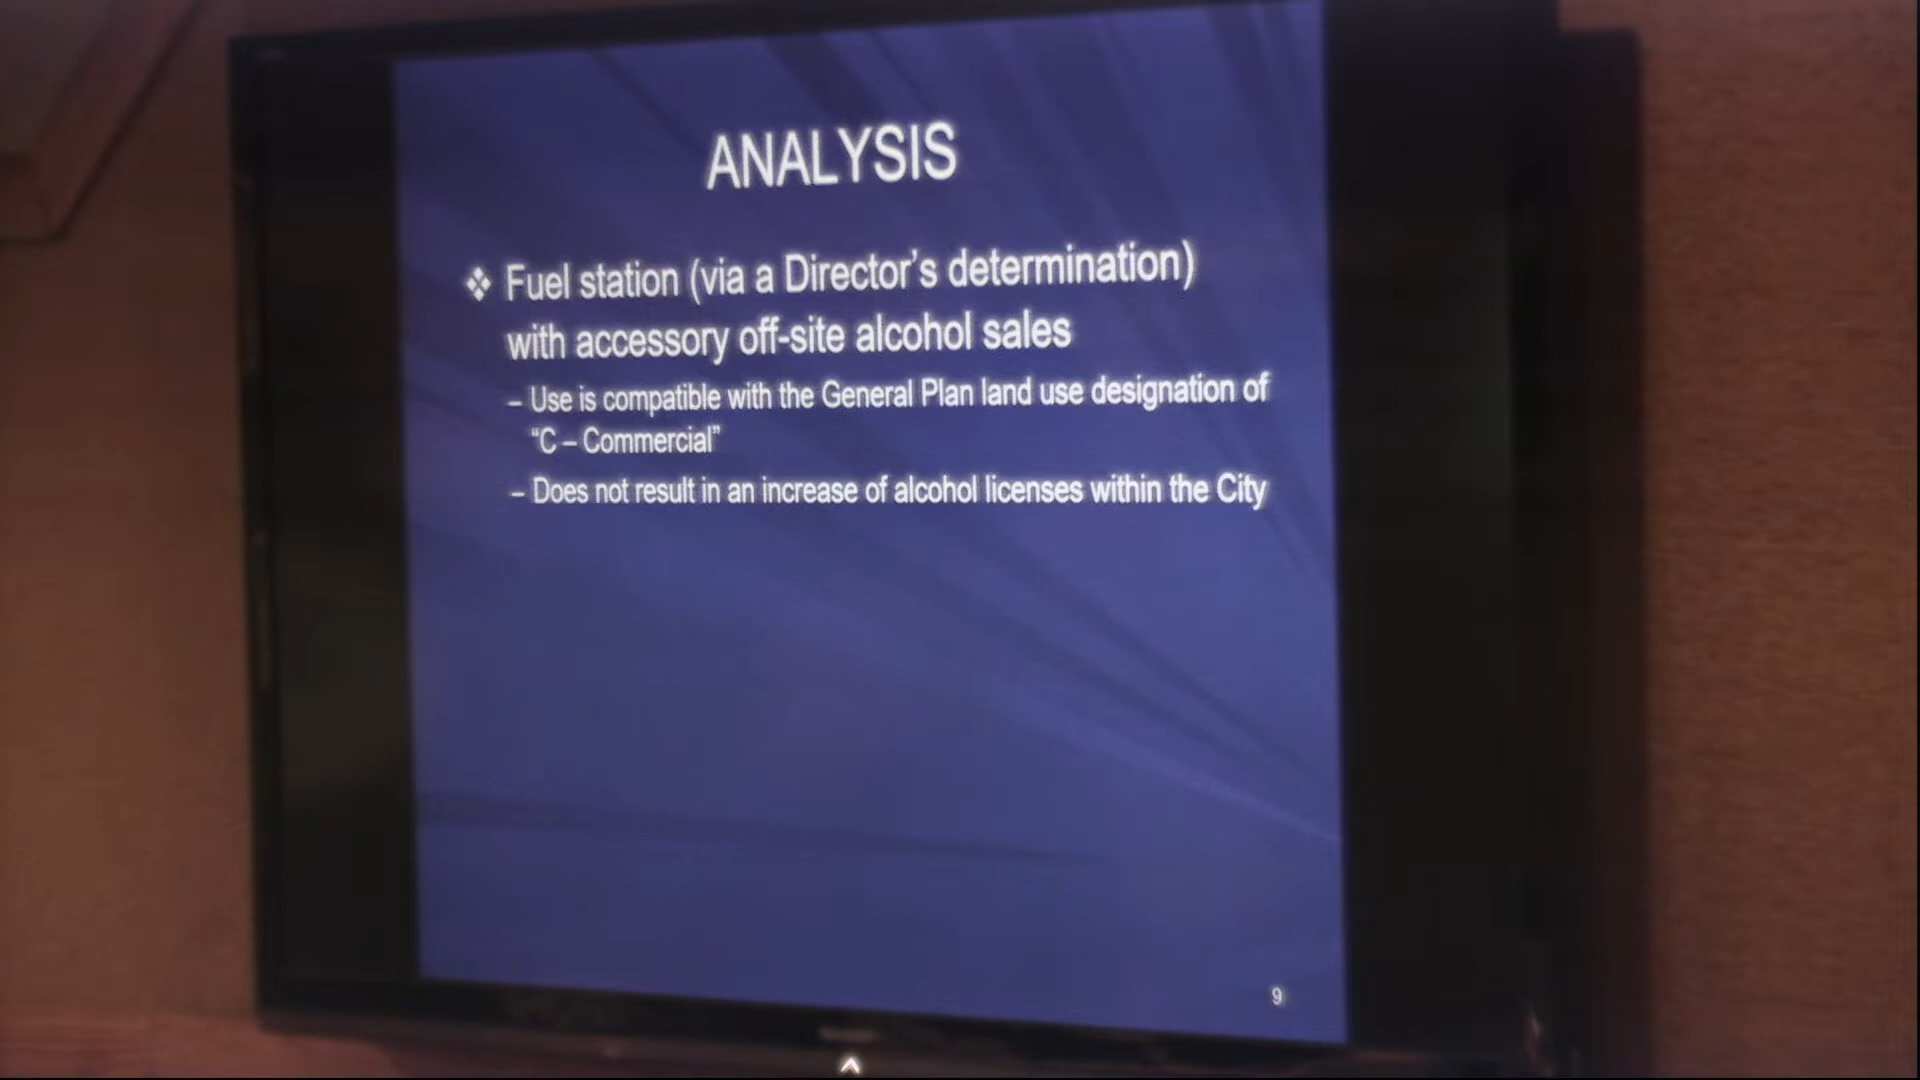 ANALYSIS
❖ Fuel station (via a Director's determination)
with accessory off-site alcohol sales
– Use is compatible with the General Plan land use designation of
“C – Commercial”
– Does not result in an increase of alcohol licenses within the City
9